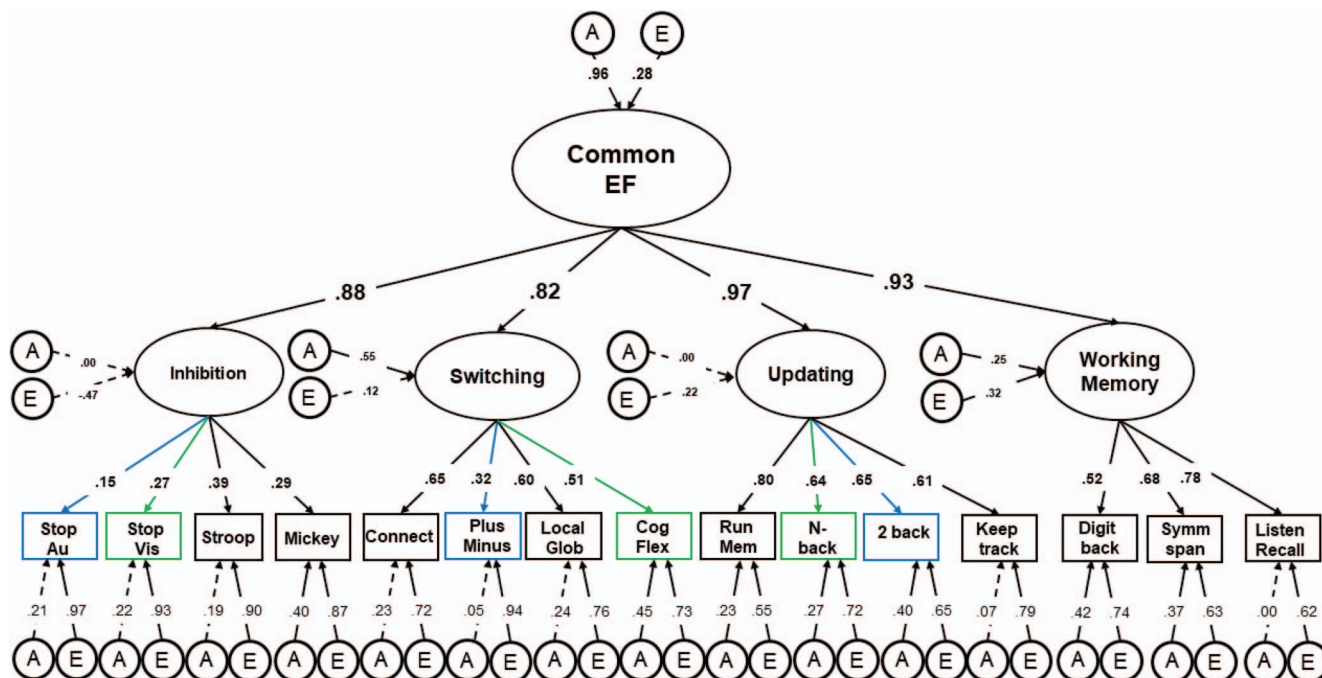 A E
.96 .28
Common
EF
.88 .82 .97 .93
A .00
E -.47
Inhibition
A .55
E .12
Switching
A .00
E .22
Updating
A .25
E .32
Working
Memory
.15 .27 .39 .29 .65 .32 .60 .51 .80 .64 .65 .61 .52 .68 .78
Stop
Au
Stop
Vis
Stroop
Mickey
Connect
Plus
Minus
Local
Glob
Cog
Flex
Run
Mem
N-
back
2 back
Keep
track
Digit
back
Symm
span
Listen
Recall
.21 .97 .22 .93 .19 .90 .40 .87 .23 .72 .05 .94 .24 .76 .45 .73 .23 .55 .27 .72 .40 .65 .07 .79 .42 .74 .37 .63 .00 .62
A E A E A E A E A E A E A E A E A E A E A E A E A E A E A E